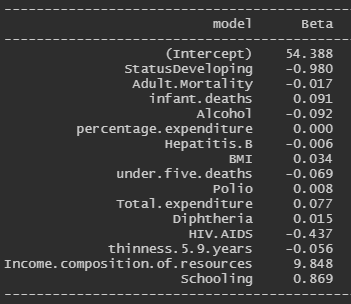 --------------------------------------------
model Beta
--------------------------------------------
(Intercept) 54.388
StatusDeveloping -0.980
Adult.Mortality -0.017
infant.deaths 0.091
Alcohol -0.092
percentage.expenditure 0.000
Hepatitis.B -0.006
BMI 0.034
under.five.deaths -0.069
Polio 0.008
Total.expenditure 0.077
Diphtheria 0.015
HIV.AIDS -0.437
thinness.5.9.years -0.056
Income.composition.of.resources 9.848
Schooling 0.869
--------------------------------------------